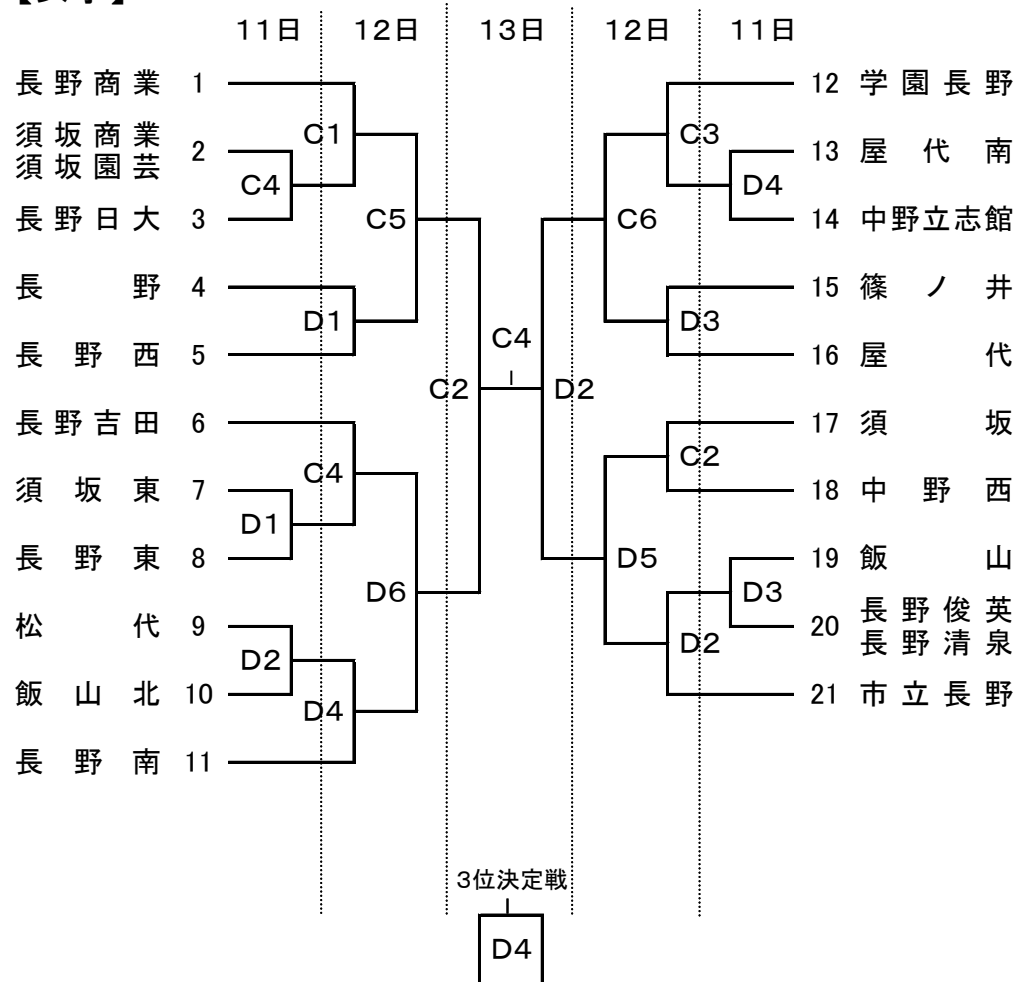 11日 12日 13日 12日 11日
長野商業 1
須坂商業
須坂園芸 2
長野日大 3
長野 4
長野西 5
長野吉田 6
須坂東 7
長野東 8
松代 9
飯山北 10
長野南 11
C1
C4
C5
D1
C2
C4
D1
D6
D2
D4
C4
D2
C3
D4
C6
D3
C2
D5
D3
D2
12 学園長野
13 屋代南
14 中野立志館
15 篠ノ井
16 屋代
17 須坂
18 中野西
19 飯山
20 長野俊英
長野清泉
21 市立長野
3位決定戦
D4